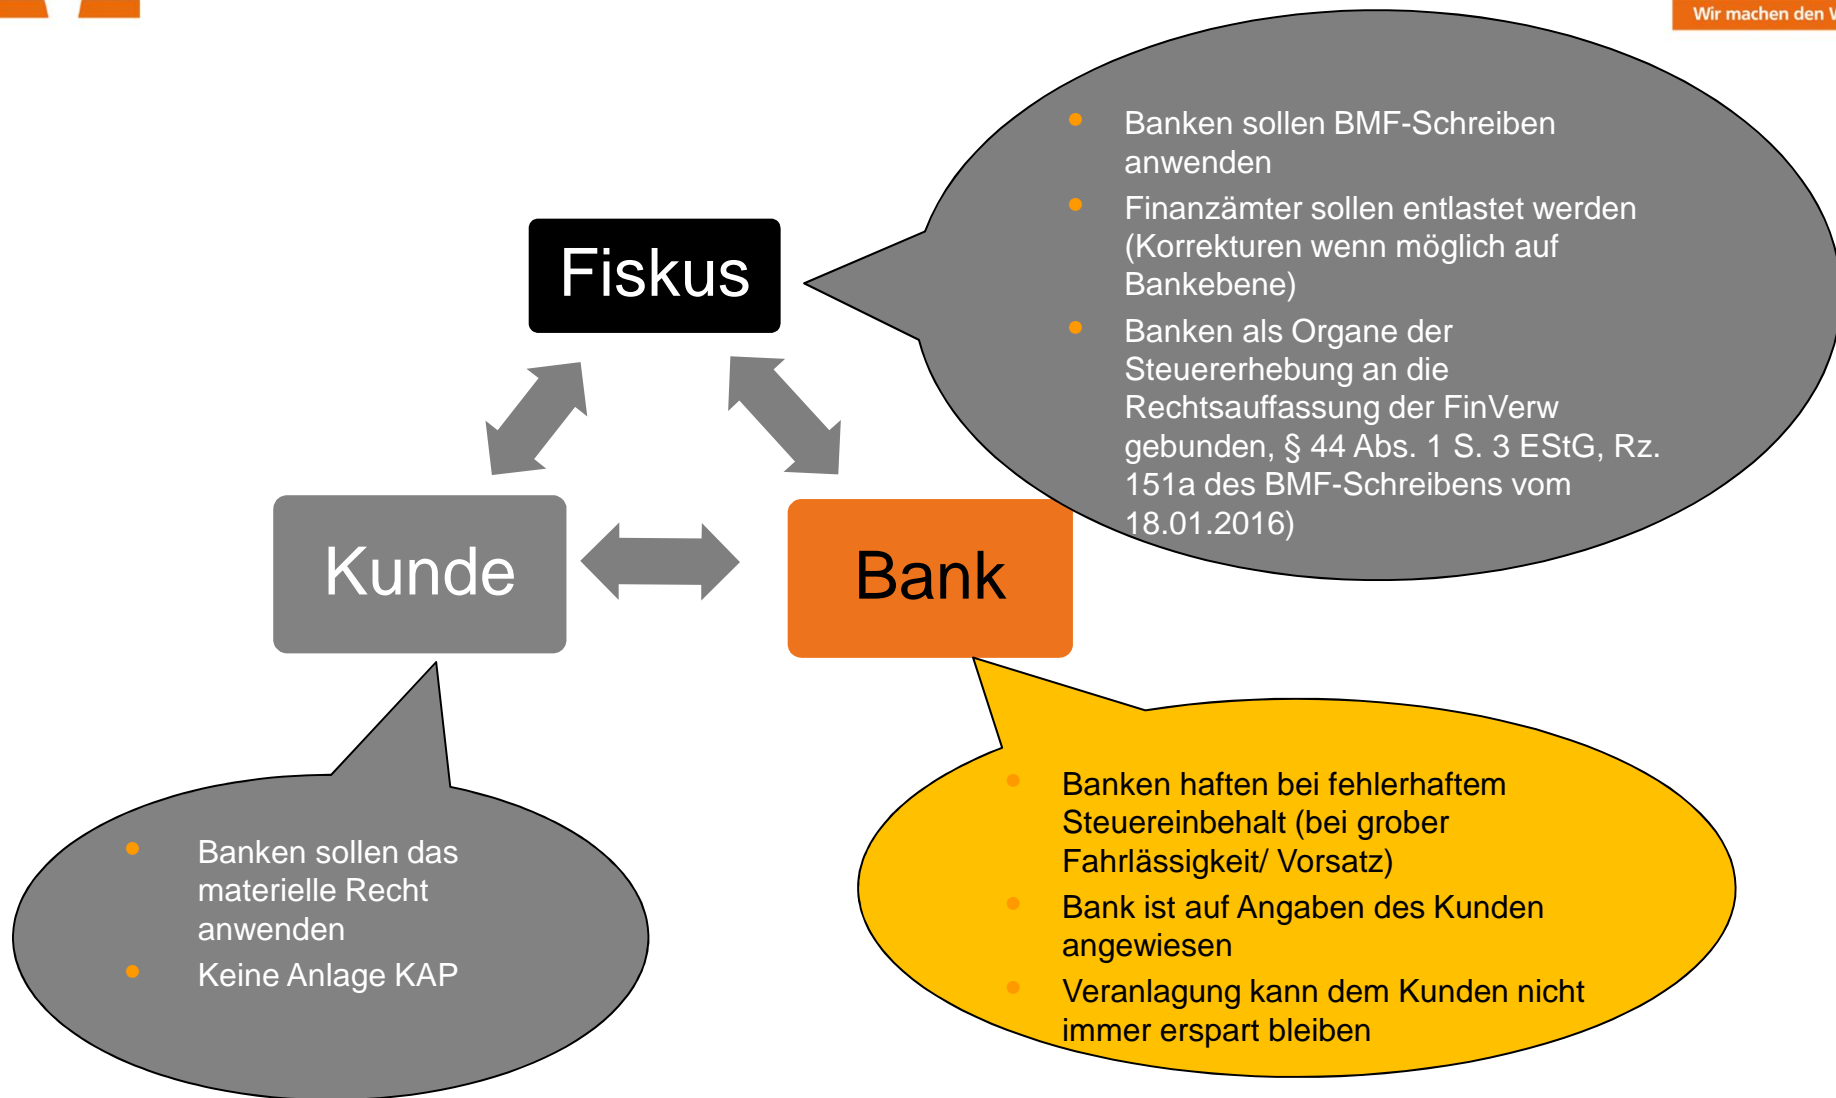 Wir machen den
Banken sollen BMF-Schreiben
anwenden
Finanzämter sollen entlastet werden
(Korrekturen wenn möglich auf
Bankebene)
Banken als Organe der
Steuererhebung an die
Rechtsauffassung der FinVerw
gebunden, § 44 Abs. 1 S. 3 EStG, Rz.
151a des BMF-Schreibens vom
18.01.2016)
Fiskus
Kunde
Bank
Banken sollen das
materielle Recht
anwenden
Keine Anlage KAP
Banken haften bei fehlerhaftem
Steuereinbehalt (bei grober
Fahrlässigkeit/ Vorsatz)
Bank ist auf Angaben des Kunden
angewiesen
Veranlagung kann dem Kunden nicht
immer erspart bleiben